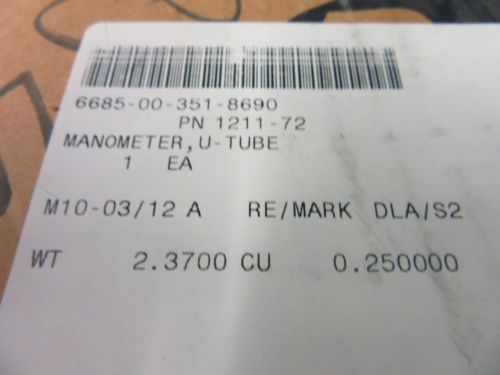 6685-00-351-8690
PN 1211-72
MANOMETER,U-TUBE
1 EA
M10-03/12 A RE/MARK DLA/S2
WT 2.3700 CU 0.250000